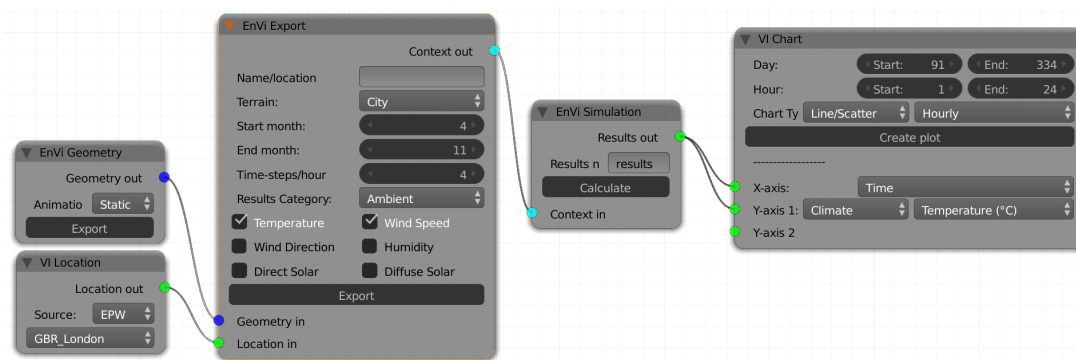 EnVi Geometry
Geometry out
Animatio Static
Export
VI Location
Location out
Source: EPW
GBR_London
EnVi Export
Context out
Name/location
Terrain: City
Start month: 4
End month: 11
Time-steps/hour 4
Results Category: Ambient
Temperature Wind Speed
Wind Direction Humidity
Direct Solar Diffuse Solar
Export
Geometry in
Location in
EnVi Simulation
Results out
Results n results
Calculate
Context in
VI Chart
Day: Start: 91 End: 334
Hour: Start: 1 End: 24
Chart Ty Line/Scatter Hourly
Create plot
------------------
X-axis: Time
Y-axis 1: Climate Temperature (°C)
Y-axis 2